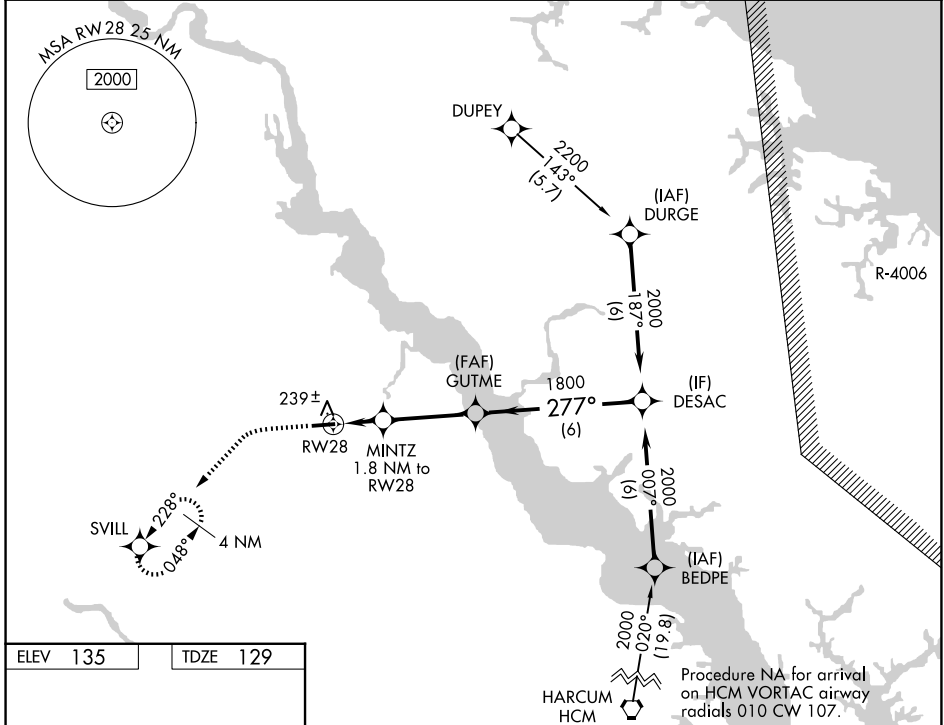 MSA RW 28 25 NM
2000
DUPEY
2200
143°
(5.7)
(IAF)
DURGE
R-4006
2000
187°
(6)
(FAF)
GUTME
1800
277°
(6)
(IF)
DESAC
239±
RW28
MINTZ
1.8 NM to
RW28
2000
007°
(6)
228°
SVILL
048°
4 NM
(IAF)
BEDPE
2000
020°
(19.8)
ELEV 135
TDZE 129
HARCUM
HCM
Procedure NA for arrival
on HCM VORTAC airway
radials 010 CW 107.